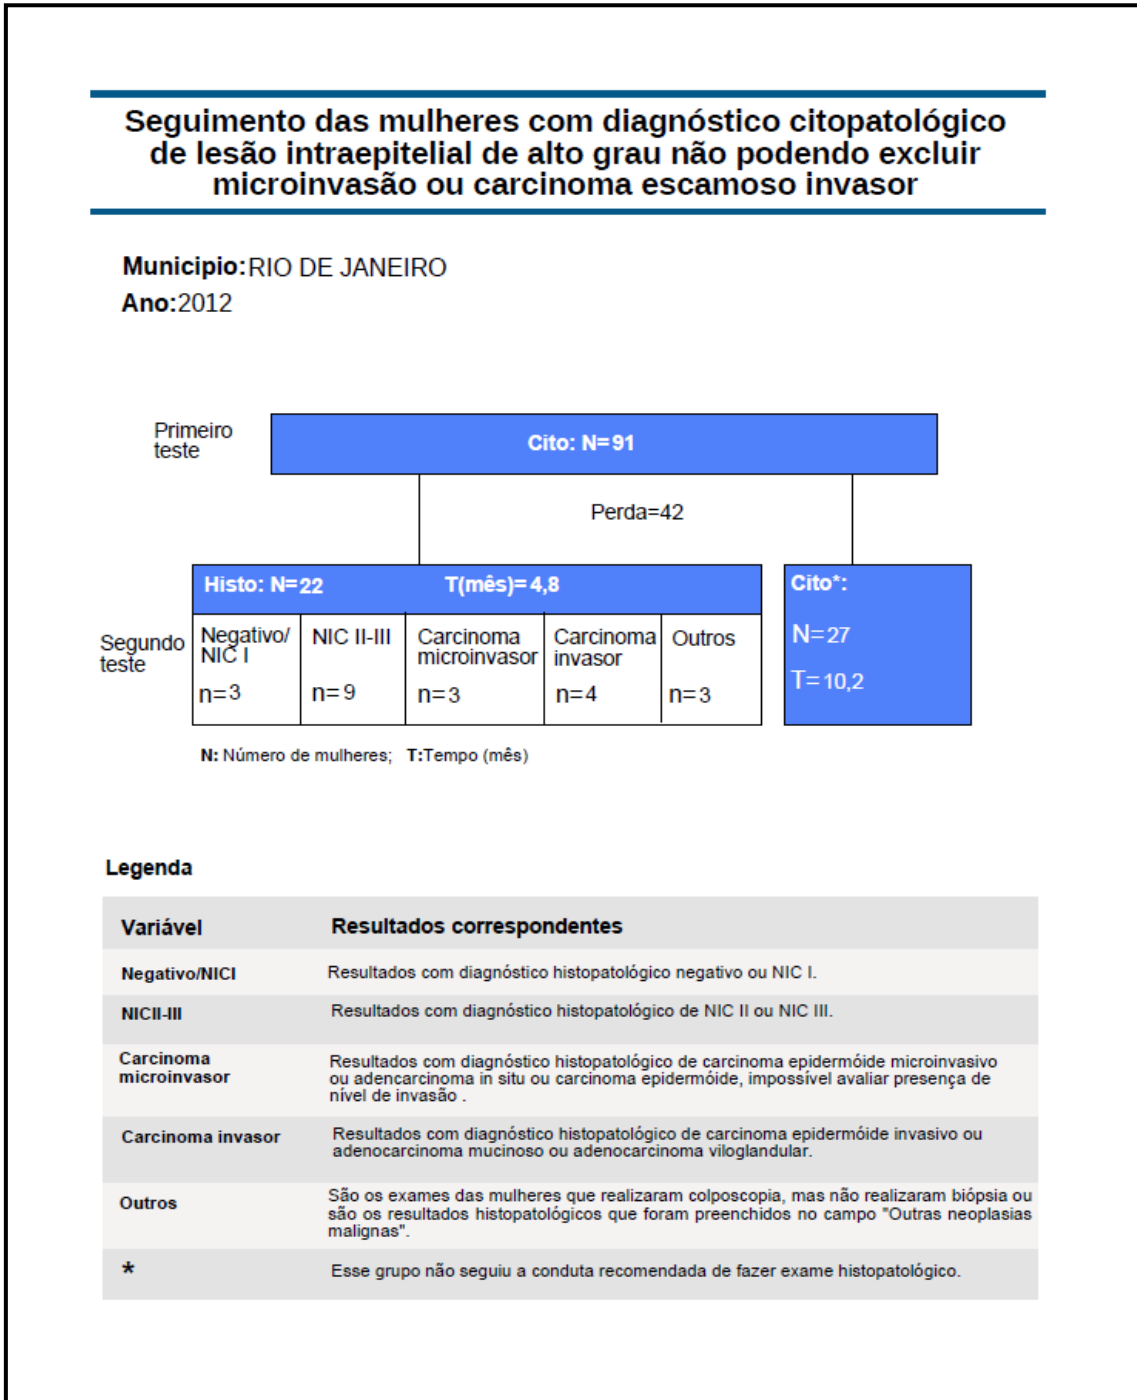 Seguimento das mulheres com diagnóstico citopatológico
de lesão intraepitelial de alto grau não podendo excluir
microinvasão ou carcinoma escamoso invasor
Municipio:RIO DE JANEIRO
Ano:2012
Primeiro
teste
Cito: N=91
Perda=42
Segundo
teste
Histo: N=22 T(mês)=4,8
Negativo/
NIC I
n=3
NIC II-III
n=9
Carcinoma
microinvasor
n=3
Carcinoma
invasor
n=4
Outros
n=3
Cito*:
N=27
T=10,2
N: Número de mulheres; T:Tempo (mês)
Legenda
Variável Resultados correspondentes
Negativo/NICI Resultados com diagnóstico histopatológico negativo ou NIC I.
NICII-III Resultados com diagnóstico histopatológico de NIC II ou NIC III.
Carcinoma
microinvasor
Resultados com diagnóstico histopatológico de carcinoma epidermóide microinvasivo
ou adencarcinoma in situ ou carcinoma epidermóide, impossível avaliar presença de
nível de invasão .
Carcinoma invasor
Resultados com diagnóstico histopatológico de carcinoma epidermóide invasivo ou
adenocarcinoma mucinoso ou adenocarcinoma viloglandular.
Outros
São os exames das mulheres que realizaram colposcopia, mas não realizaram biópsia ou
são os resultados histopatológicos que foram preenchidos no campo "Outras neoplasias
malignas".
* Esse grupo não seguiu a conduta recomendada de fazer exame histopatológico.